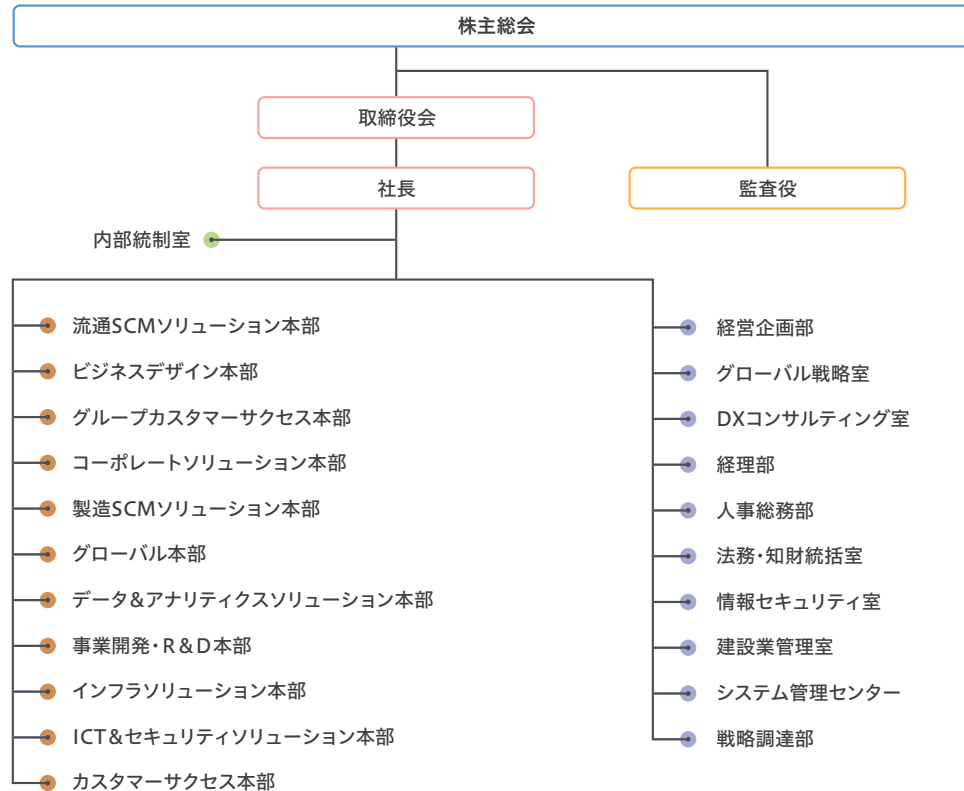 株主総会
取締役会
社長
監査役
内部統制室
流通SCMソリューション本部
ビジネスデザイン本部
グループカスタマーサクセス本部
コーポレートソリューション本部
製造SCMソリューション本部
グローバル本部
データ&アナリティクスソリューション本部
事業開発・R&D本部
インフラソリューション本部
ICT&セキュリティソリューション本部
カスタマーサクセス本部
経営企画部
グローバル戦略室
DXコンサルティング室
経理部
人事総務部
法務・知財統括室
情報セキュリティ室
建設業管理室
システム管理センター
戦略調達部